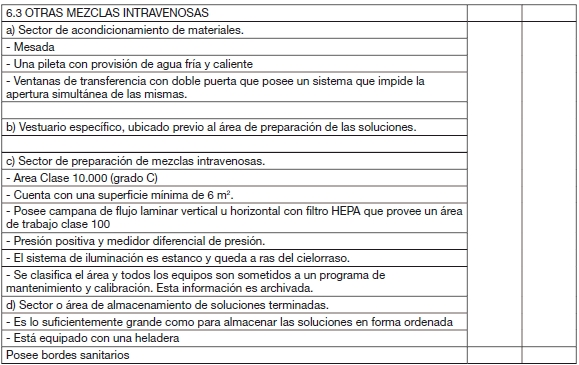 6.3 OTRAS MEZCLAS INTRAVENOSAS
a) Sector de acondicionamiento de materiales.
- Mesada
- Una pileta con provisión de agua fría y caliente
- Ventanas de transferencia con doble puerta que posee un sistema que impide la
apertura simultánea de las mismas.
b) Vestuario específico, ubicado previo al área de preparación de las soluciones.
c) Sector de preparación de mezclas intravenosas.
- Area Clase 10.000 (grado C)
- Cuenta con una superficie mínima de 6 m².
- Posee campana de flujo laminar vertical u horizontal con filtro HEPA que provee un área
de trabajo clase 100
- Presión positiva y medidor diferencial de presión.
- El sistema de iluminación es estanco y queda a ras del cielorraso.
- Se clasifica el área y todos los equipos son sometidos a un programa de
mantenimiento y calibración. Esta información es archivada.
d) Sector o área de almacenamiento de soluciones terminadas.
- Es lo suficientemente grande como para almacenar las soluciones en forma ordenada
- Está equipado con una heladera
Posee bordes sanitarios